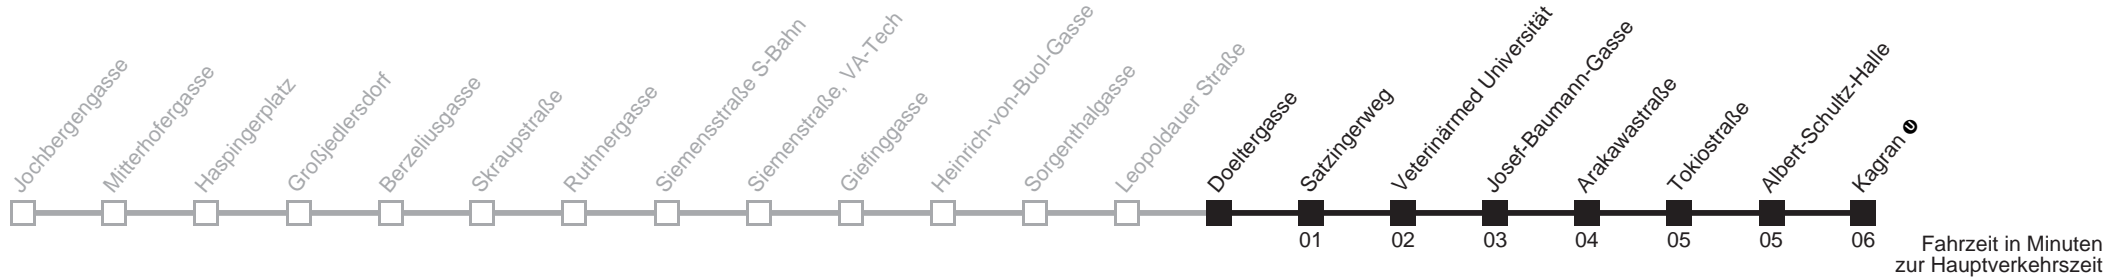 Jochbergengasse
Mitterhofergasse
Haspingerplatz
Großjedlersdorf
Berzeliusgasse
Skraupstraße
Ruthnergasse
Siemensstraße S-Bahn
Siemenstraße, VA-Tech
Giefinggasse
Heinrich-von-Buol-Gasse
Sorgenthalgasse
Leopoldauer Straße
Doeltergasse
Satzingerweg
Veterinärmed Universität
Josef-Baumann-Gasse
Arakawastraße
Tokiostraße
Albert-Schultz-Halle
Kagran U
01 02 03 04 05 05 06
Fahrzeit in Minuten
zur Hauptverkehrszeit